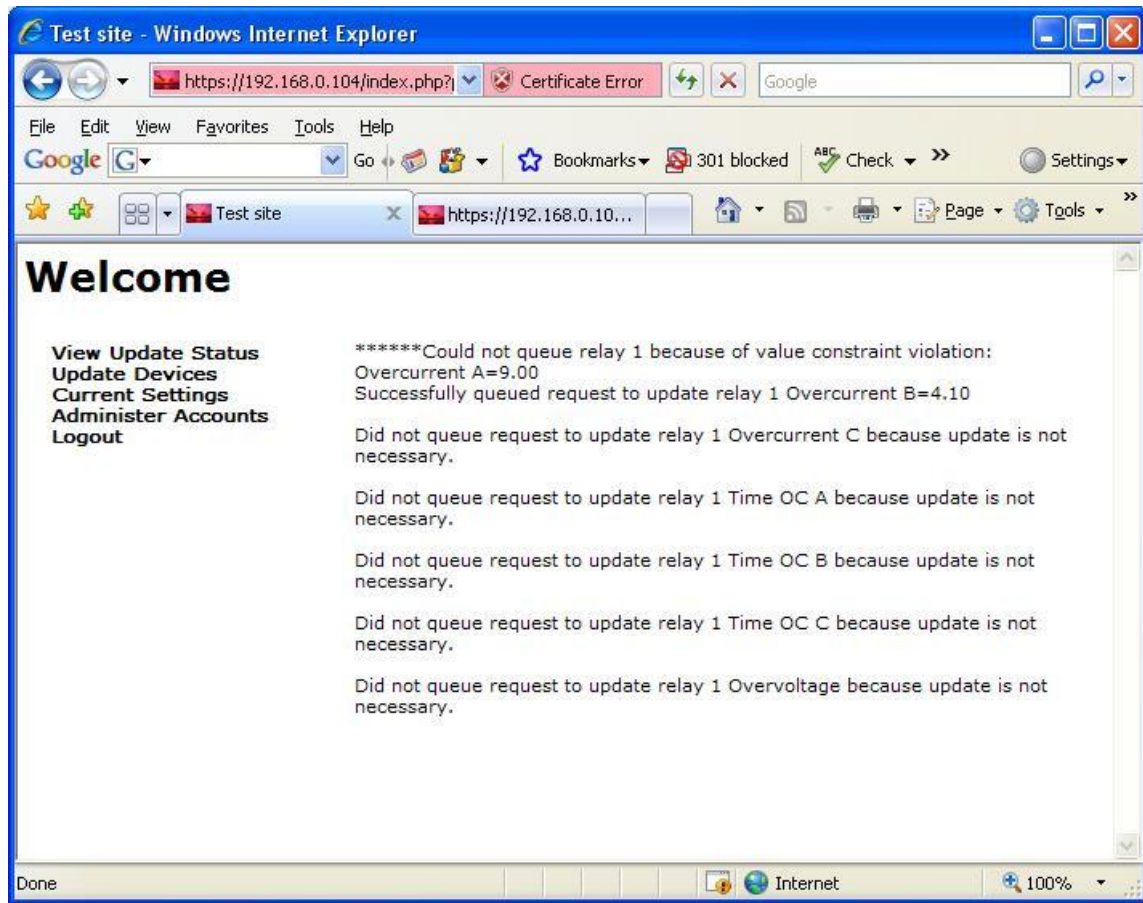 Test site - Windows Internet Explorer
https://192.168.0.104/index.php?
Certificate Error
Google
File Edit View Favorites Tools Help
Google G Go Bookmarks 301 blocked ABC Check >> Settings
Test site https://192.168.0.10... Page Tools >>
Welcome
View Update Status
Update Devices
Current Settings
Administer Accounts
Logout
******Could not queue relay 1 because of value constraint violation:
Overcurrent A=9.00
Successfully queued request to update relay 1 Overcurrent B=4.10
Did not queue request to update relay 1 Overcurrent C because update is not
necessary.
Did not queue request to update relay 1 Time OC A because update is not
necessary.
Did not queue request to update relay 1 Time OC B because update is not
necessary.
Did not queue request to update relay 1 Time OC C because update is not
necessary.
Did not queue request to update relay 1 Overvoltage because update is not
necessary.
Done Internet 100%